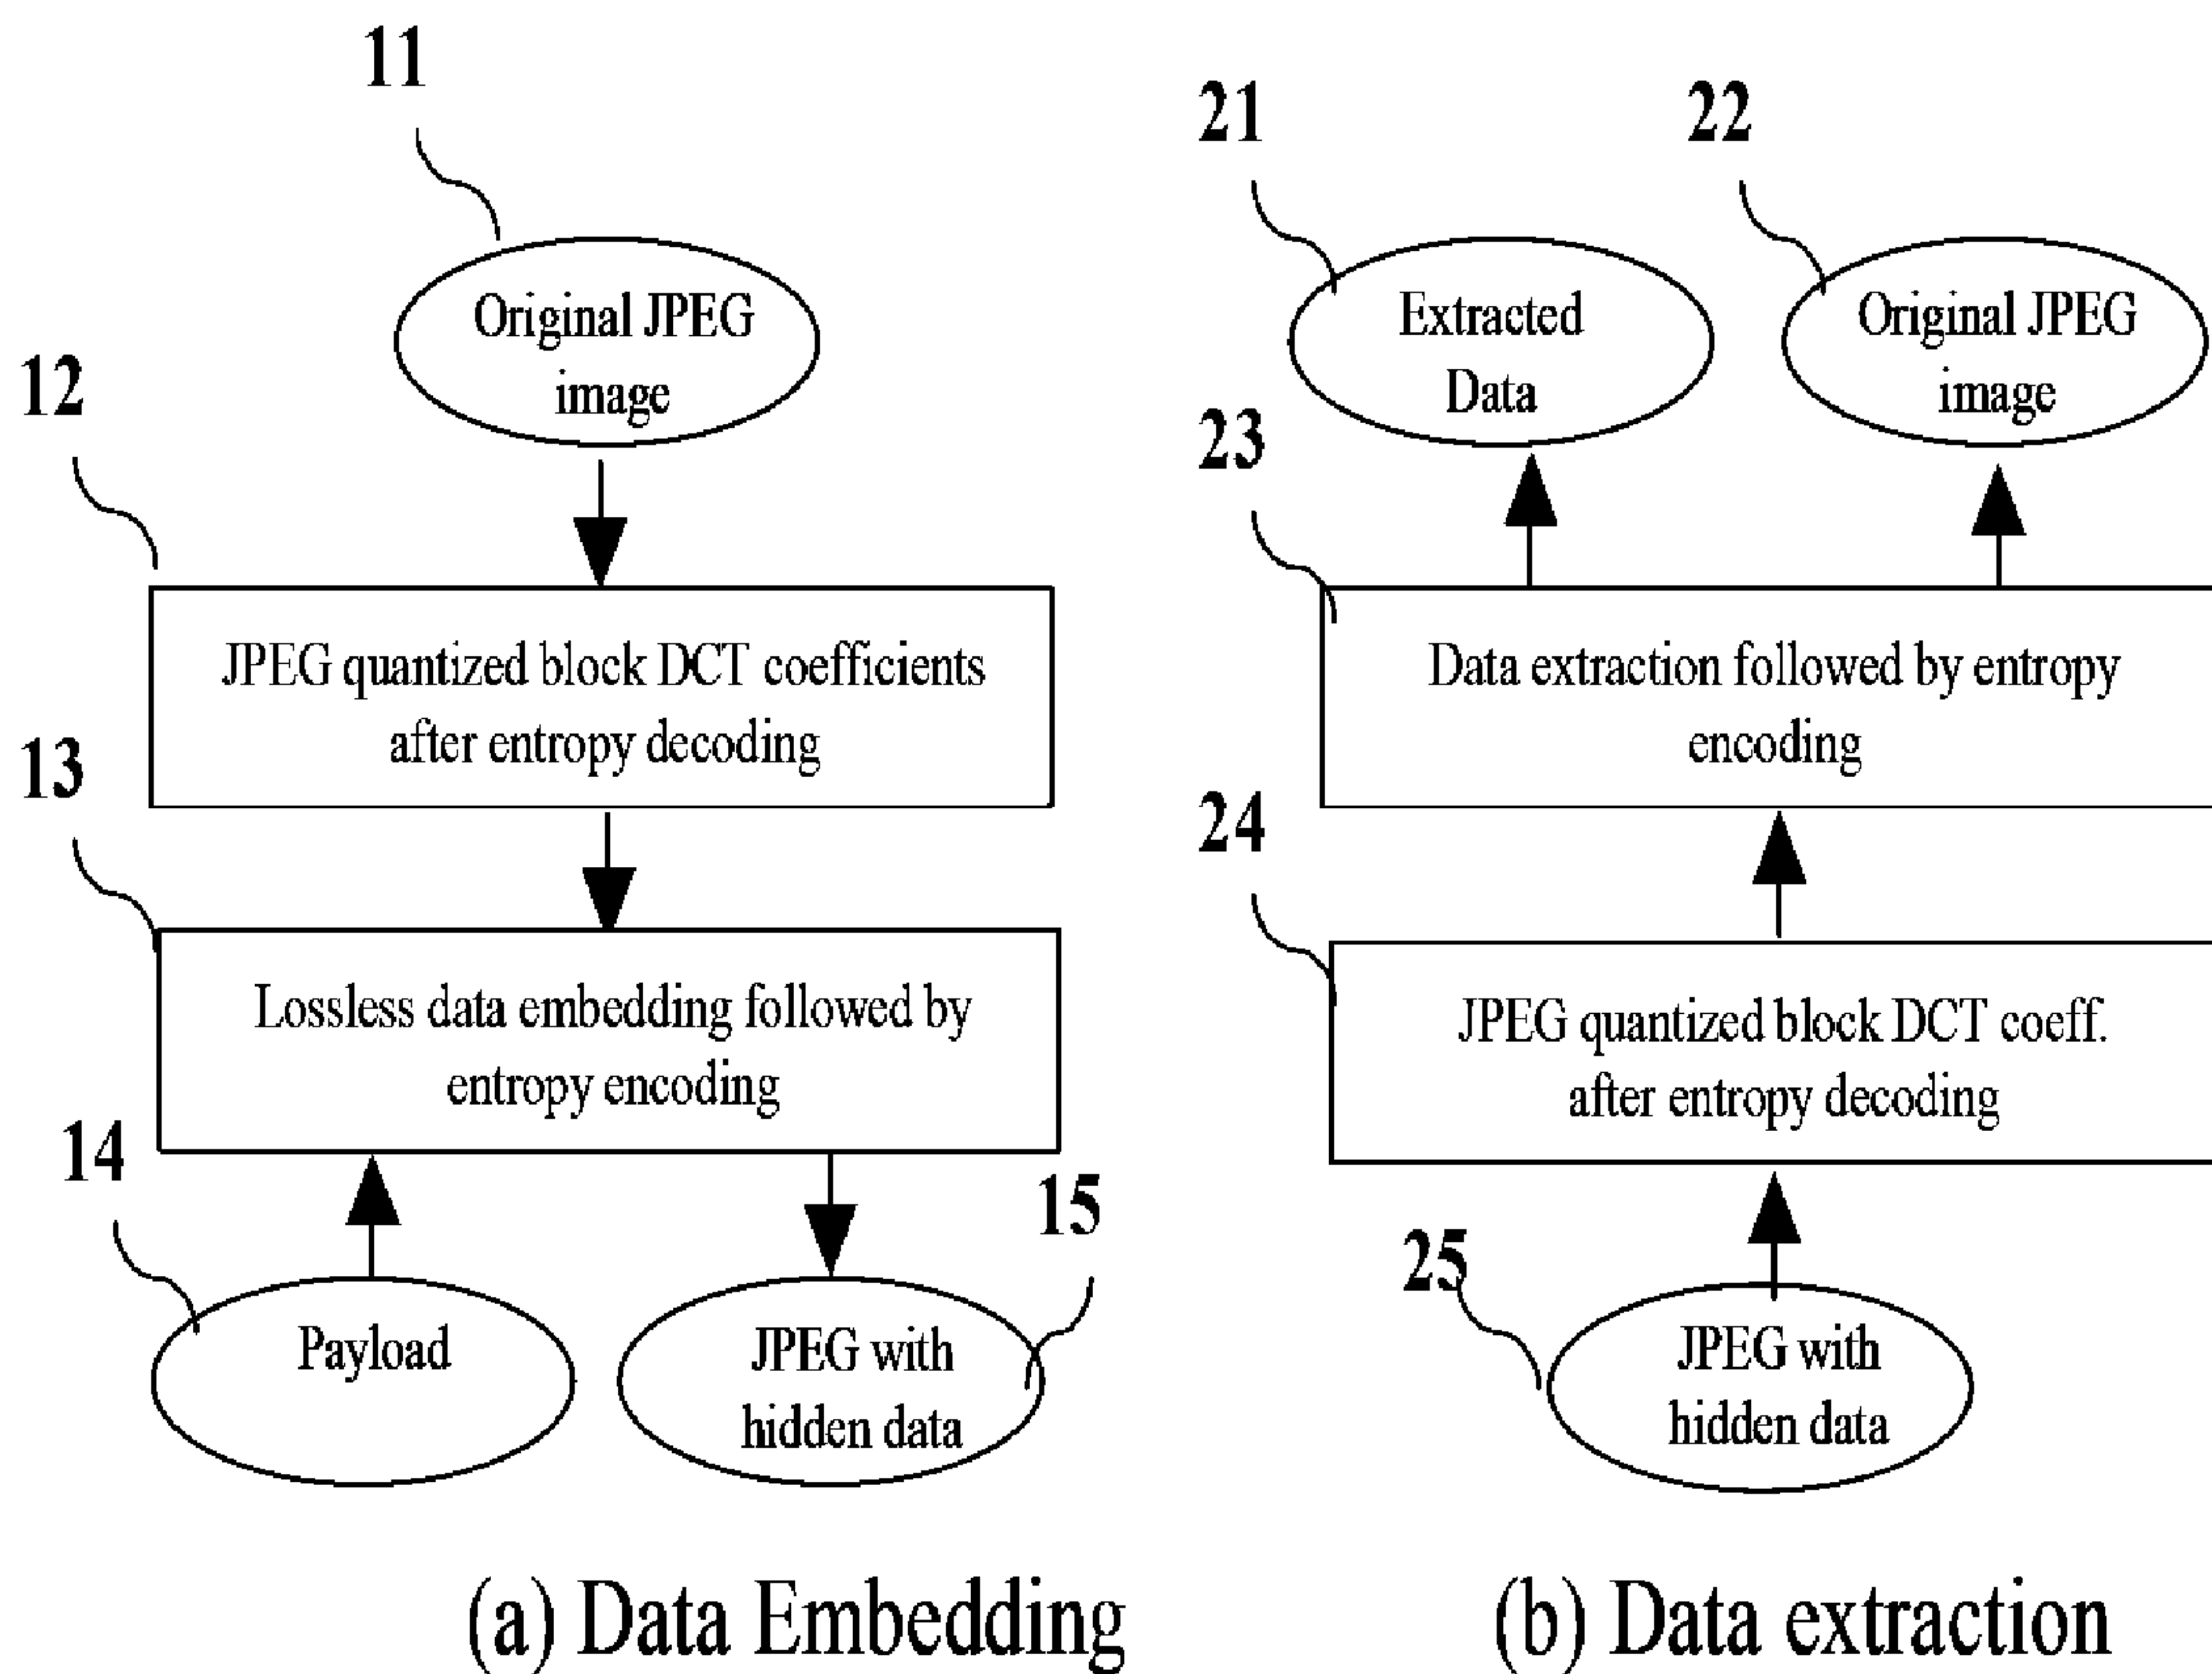 11
Original JPEG
image
12
JPEG quantized block DCT coefficients
after entropy decoding
13
Lossless data embedding followed by
entropy encoding
14
Payload
15
JPEG with
hidden data
(a) Data Embedding
21
Extracted
Data
22
Original JPEG
image
23
Data extraction followed by entropy
encoding
24
JPEG quantized block DCT coeff.
after entropy decoding
25
JPEG with
hidden data
(b) Data extraction